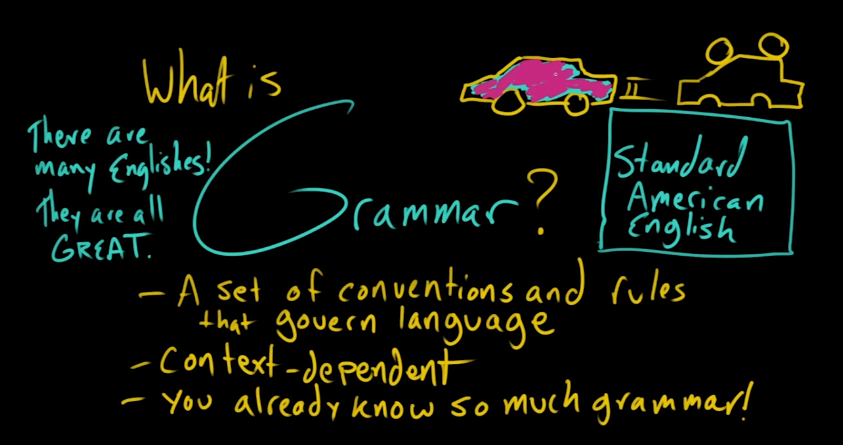 What is
Grammar?
There are
many Englishes!
They are all
GREAT.
Standard
American
English
- A set of conventions and rules
that govern language
- Context-dependent
- You already know so much grammar!